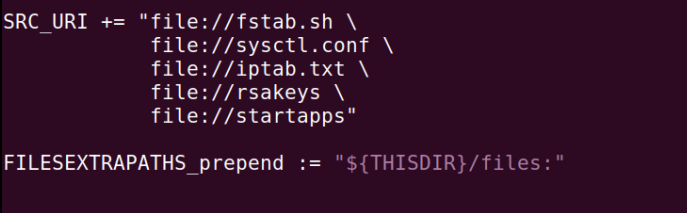 SRC_URI += "file://fstab.sh \
file://sysctl.conf \
file://iptab.txt \
file://rsakeys \
file://startapps"
FILESEXTRAPATHS_prepend := "${THISDIR}/files:"